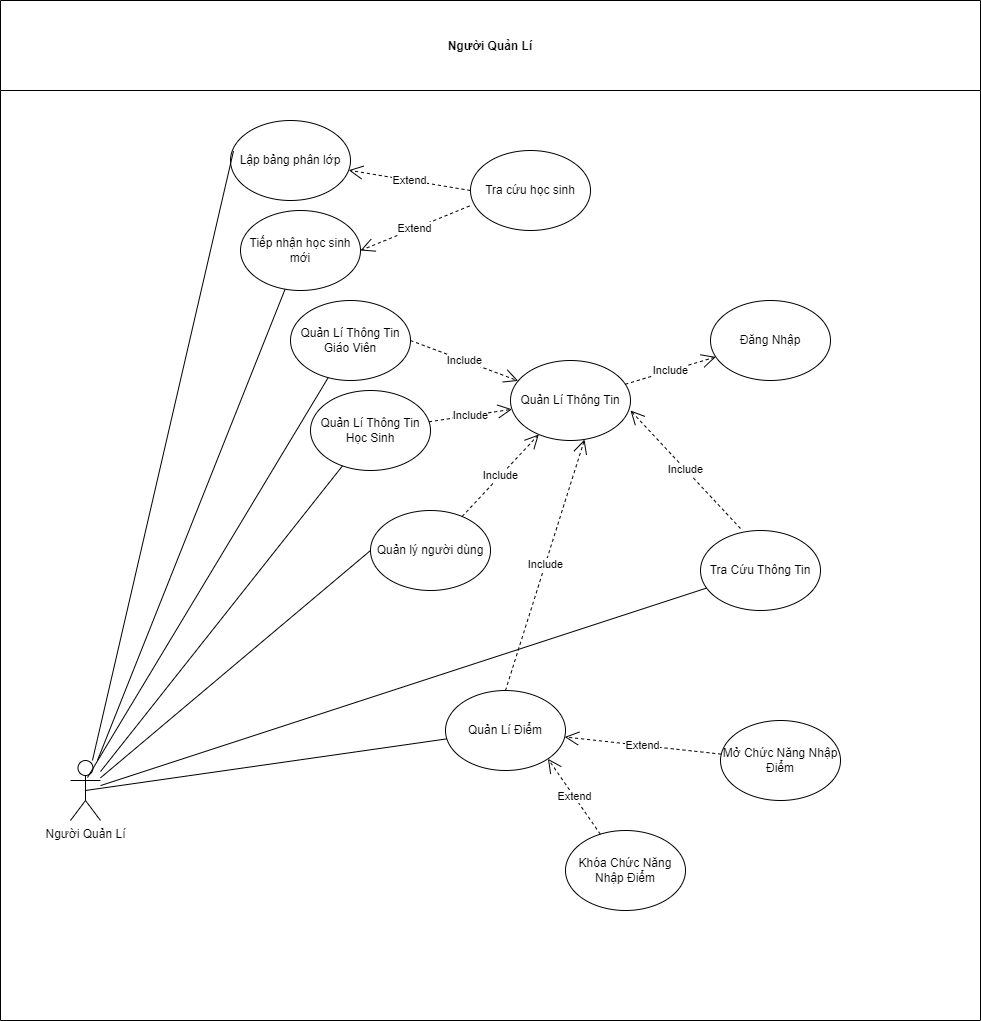 Người Quản Lí
Lập bảng phân lớp
Extend
Tra cứu học sinh
Extend
Tiếp nhận học sinh
mới
Quản Lí Thông Tin
Giáo Viên
Include
Quản Lí Thông Tin
Include
Đăng Nhập
Quản Lí Thông Tin
Học Sinh
Include
Include
Include
Quản lý người dùng
Include
Tra Cứu Thông Tin
Quản Lí Điểm
Extend
Mở Chức Năng Nhập
Điểm
Extend
Khóa Chức Năng
Nhập Điểm
Người Quản Lí